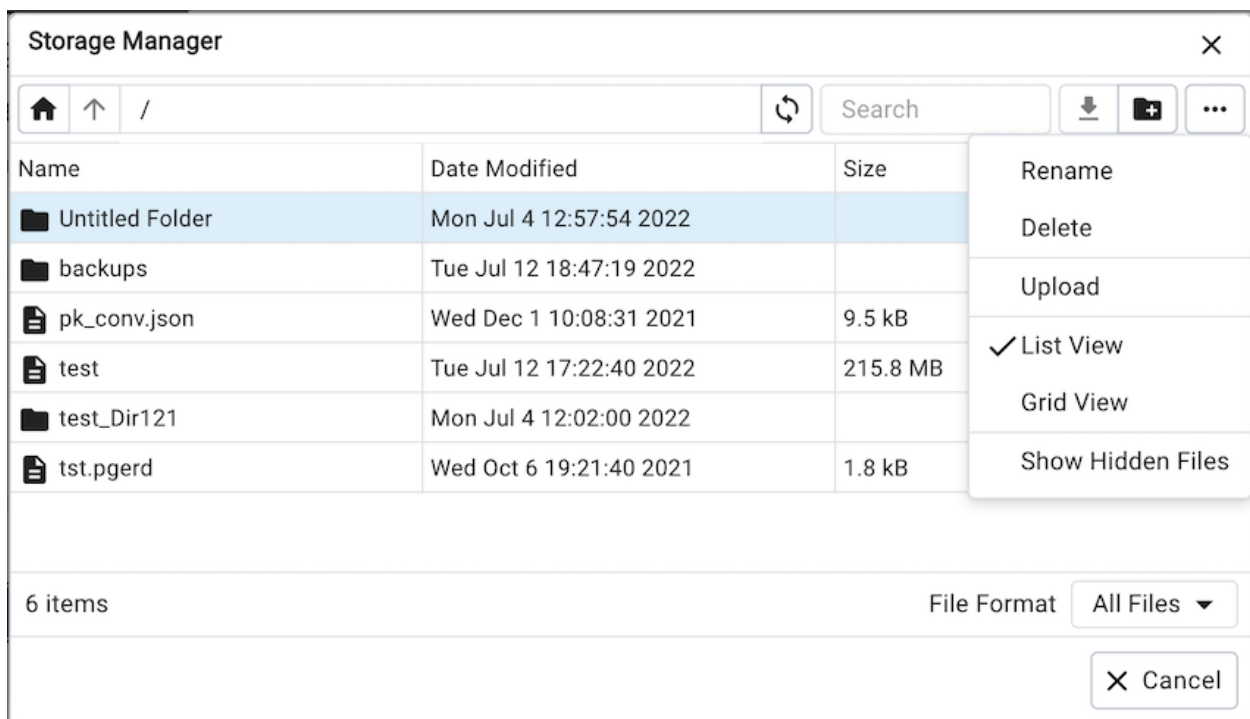 Storage Manager
/
Search
Name Date Modified Size
Untitled Folder Mon Jul 4 12:57:54 2022
backups Tue Jul 12 18:47:19 2022
pk_conv.json Wed Dec 1 10:08:31 2021 9.5 kB
test Tue Jul 12 17:22:40 2022 215.8 MB
test_Dir121 Mon Jul 4 12:02:00 2022
tst.pgerd Wed Oct 6 19:21:40 2021 1.8 kB
Rename
Delete
Upload
List View
Grid View
Show Hidden Files
6 items File Format All Files
Cancel